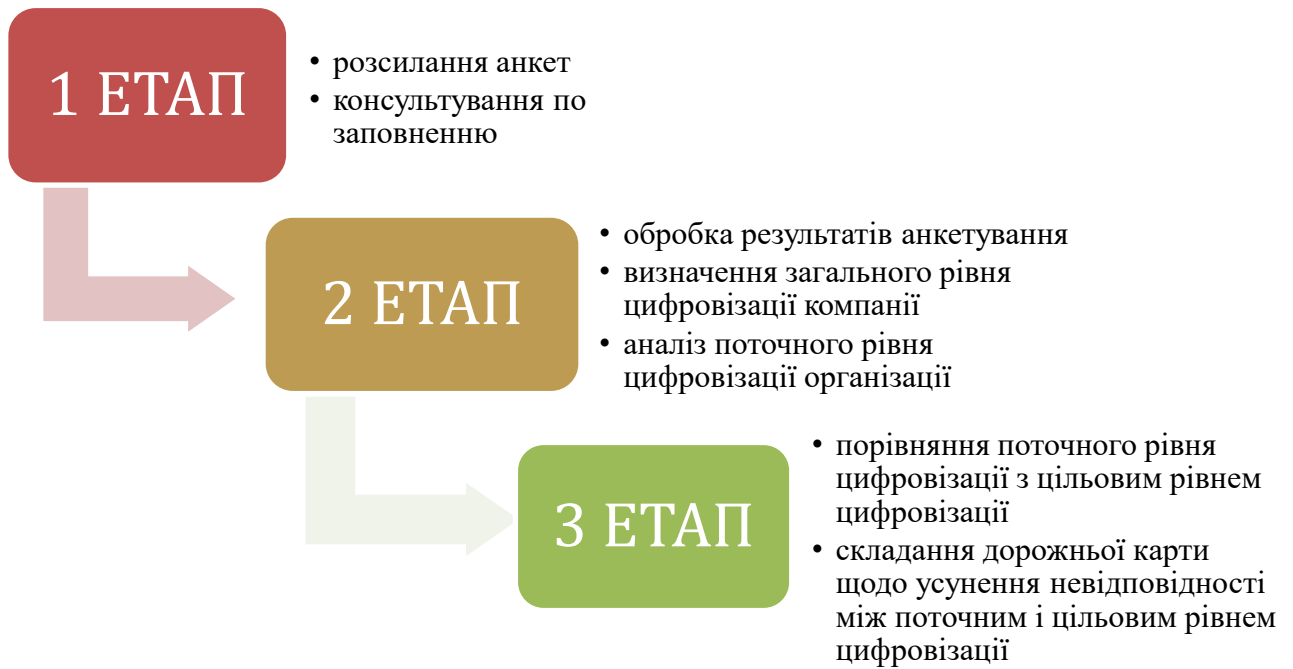 1 ЕТАП
• розсилання анкет
• консультування по
заповненню
2 ЕТАП
• обробка результатів анкетування
• визначення загального рівня
цифровізації компанії
• аналіз поточного рівня
цифровізації організації
3 ЕТАП
• порівняння поточного рівня
цифровізації з цільовим рівнем
цифровізації
• складання дорожньої карти
щодо усунення невідповідності
між поточним і цільовим рівнем
цифровізації